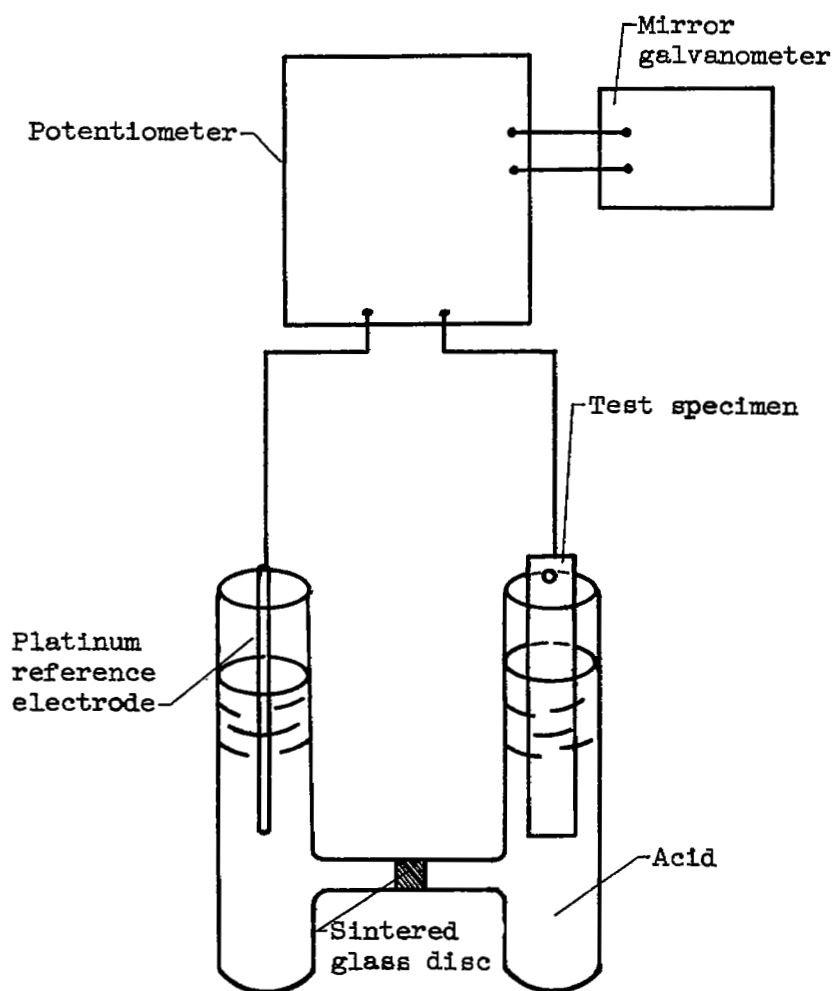 Mirror
galvanometer
Potentiometer
Test specimen
Platinum
reference
electrode
Acid
Sintered
glass disc